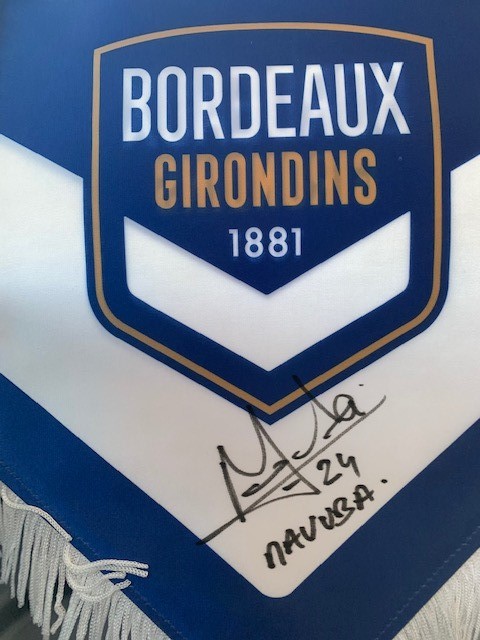 BORDEAUX
GIRONDINS
1881
24
MAVUBA.